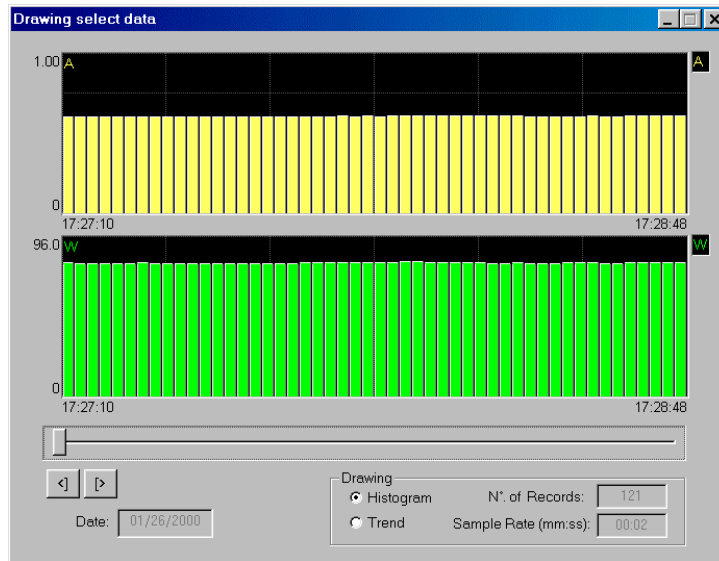 Drawing select data
1.00 A A
0
17:27:10 17:28:48
96.0 W W
0
17:27:10 17:28:48
<] [>
Date: 01/26/2000
Drawing
Histogram N°. of Records: 121
Trend Sample Rate (mm:ss): 00:02